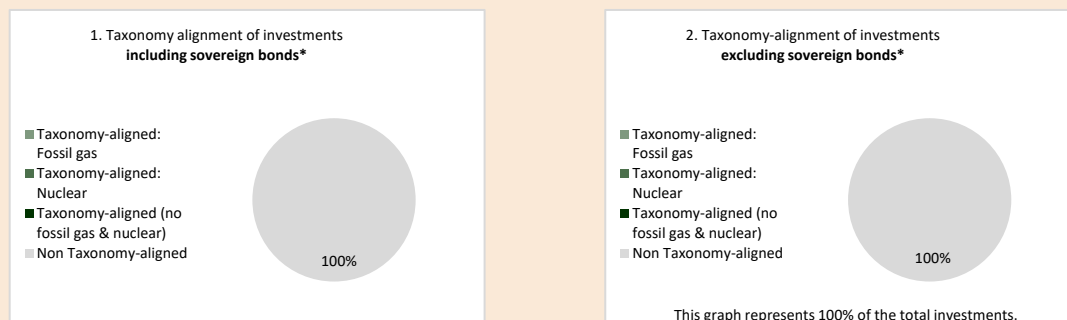 1. Taxonomy alignment of investments
including sovereign bonds*
Taxonomy-aligned:
Fossil gas
Taxonomy-aligned:
Nuclear
Taxonomy-aligned (no
fossil gas & nuclear)
Non Taxonomy-aligned
100%
2. Taxonomy-alignment of investments
excluding sovereign bonds*
Taxonomy-aligned:
Fossil gas
Taxonomy-aligned:
Nuclear
Taxonomy-aligned (no
fossil gas & nuclear)
Non Taxonomy-aligned
100%
This graph represents 100% of the total investments.